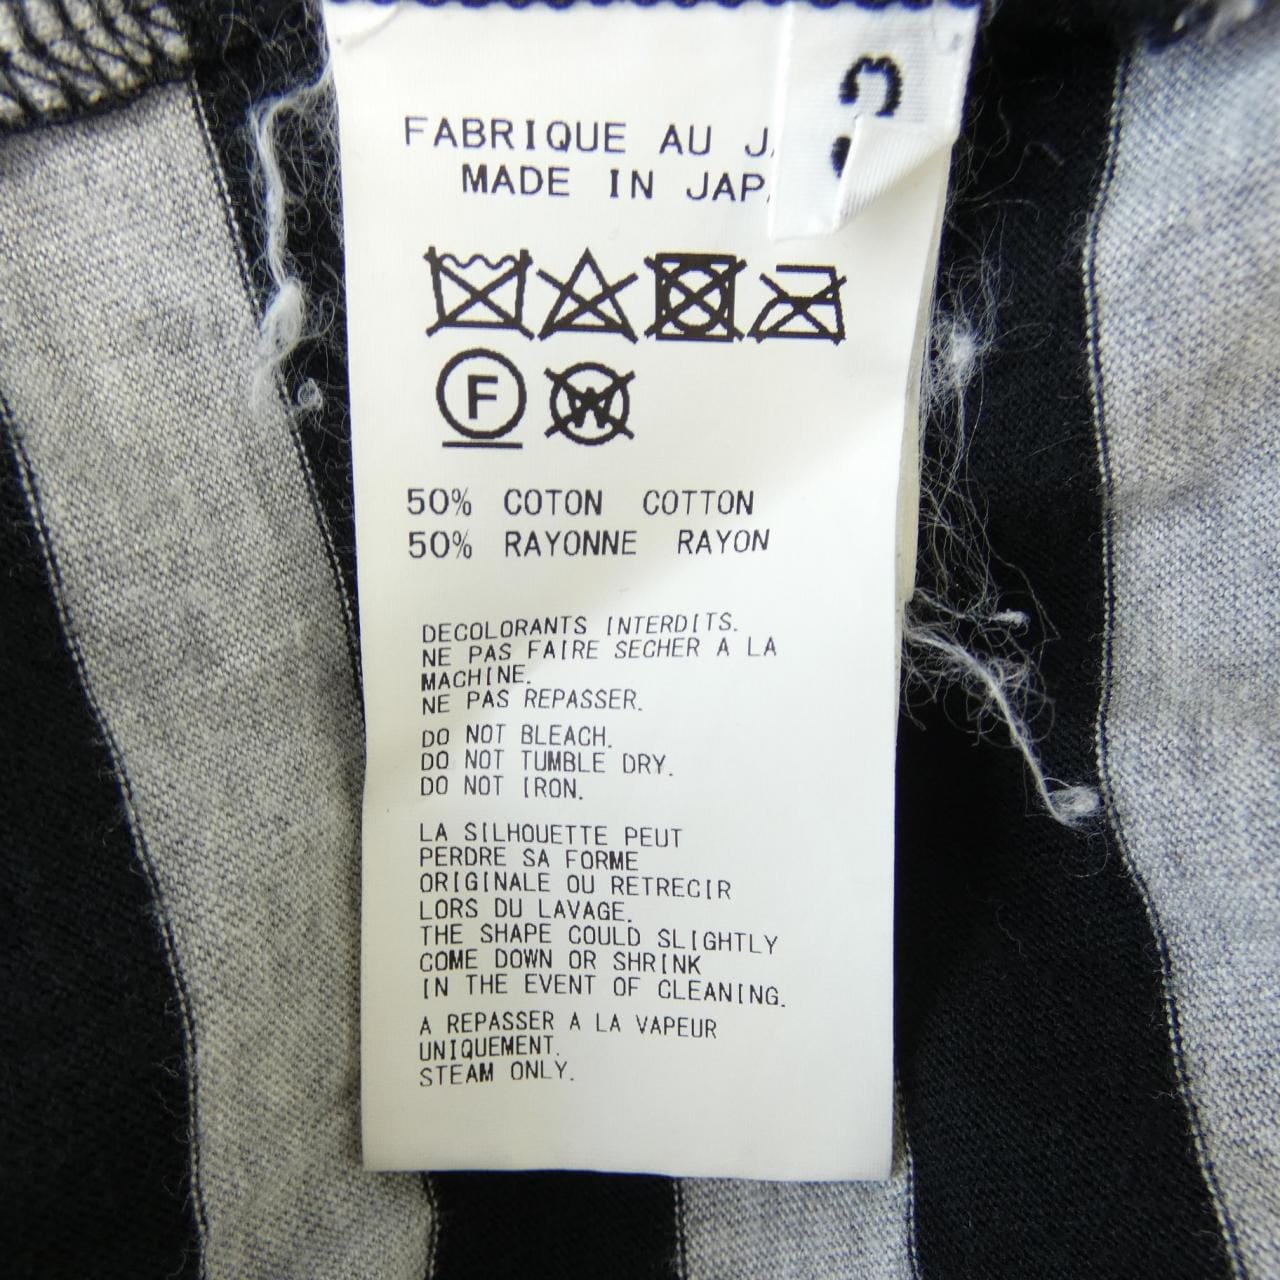 3
FABRIQUE AU
MADE IN
F
W
50% COTON COTTON
50% RAYONNE RAYON
DECOLORANTS INTERDITS.
NE PAS FAIRE SECHER A LA
MACHINE.
NE PAS REPASSER.
DO NOT BLEACH.
DO NOT TUMBLE DRY.
DO NOT IRON.
LA SILHOUETTE PEUT
PERDRE SA FORME
ORIGINALE OU RETRECIR
LORS DU LAVAGE.
THE SHAPE COULD SLIGHTLY
COME DOWN OR SHRINK
IN THE EVENT OF CLEANING.
A REPASSER A LA VAPEUR
UNIQUEMENT.
STEAM ONLY.